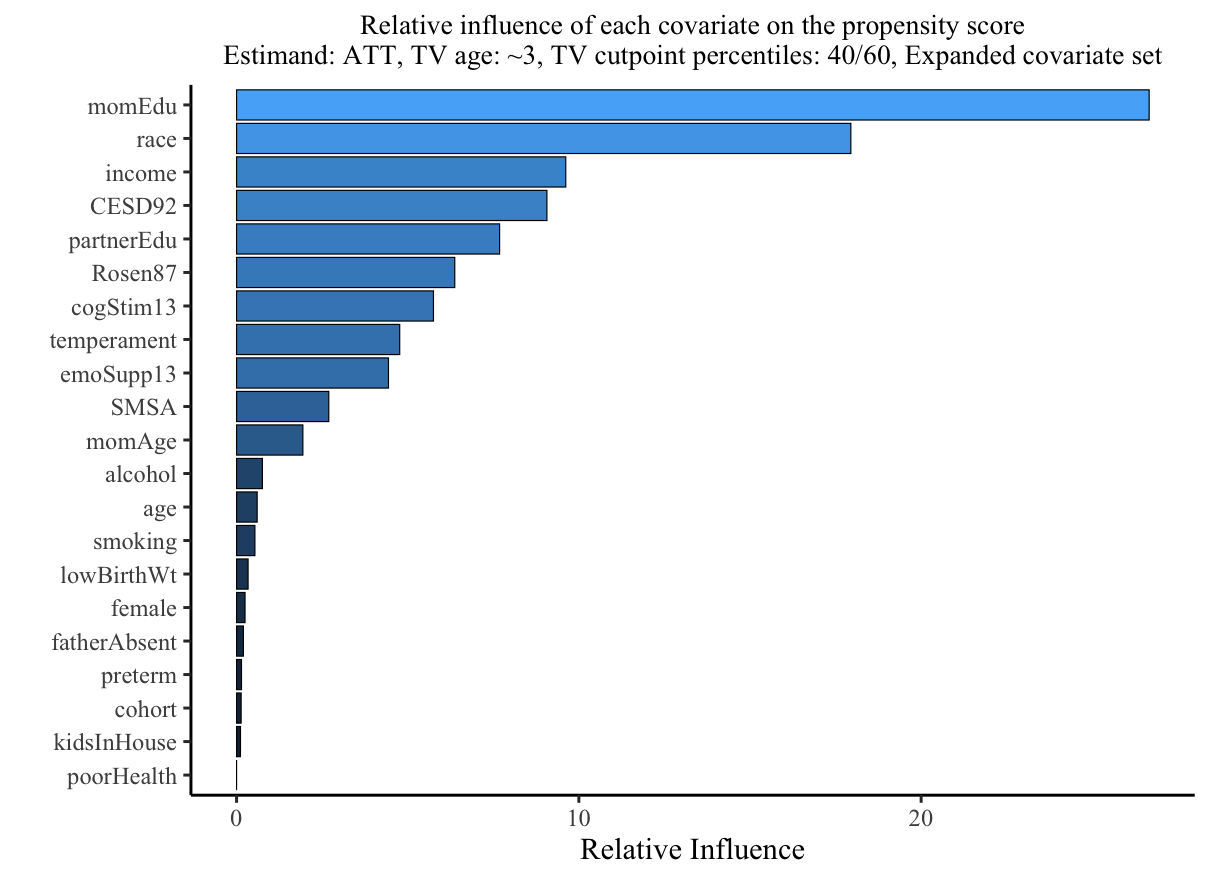 Relative influence of each covariate on the propensity score
Estimand: ATT, TV age: ~3, TV cutpoint percentiles: 40/60, Expanded covariate set
momEdu
race
income
CESD92
partnerEdu
Rosen87
cogStim13
temperament
emoSupp13
SMSA
momAge
alcohol
age
smoking
lowBirthWt
female
fatherAbsent
preterm
cohort
kidsInHouse
poorHealth
0 10 20
Relative Influence